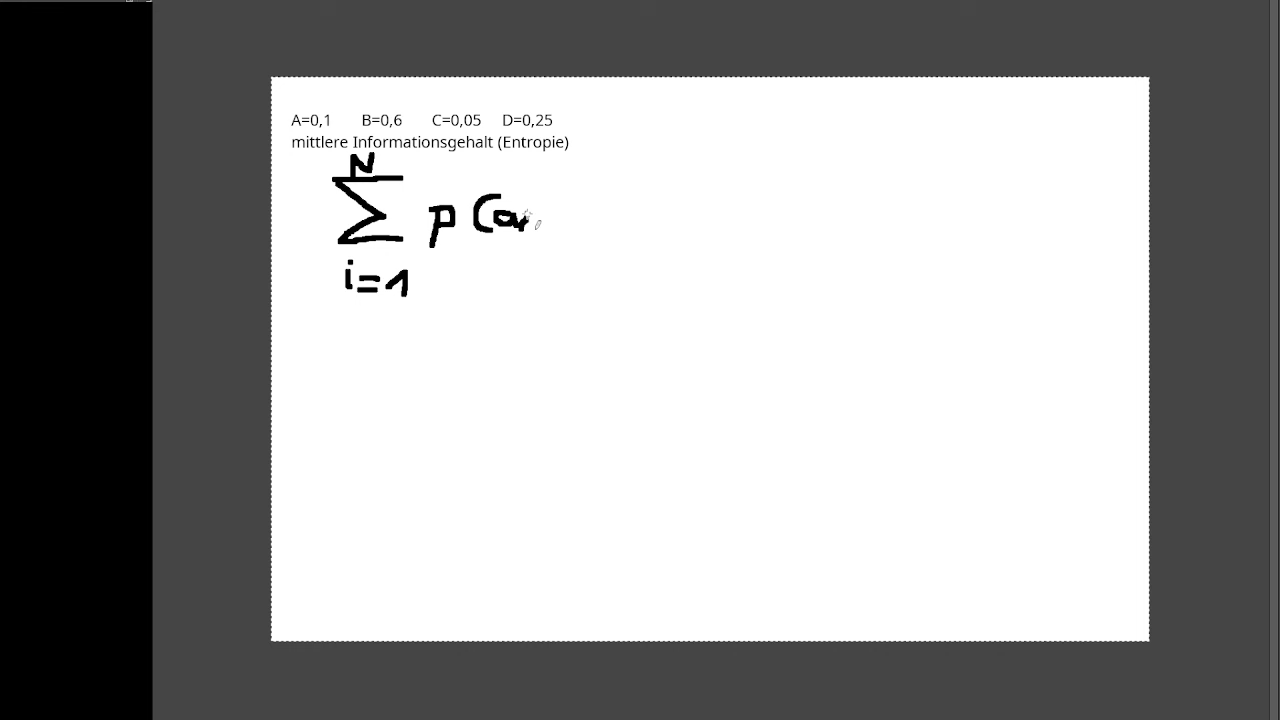 A=0,1 B=0,6 C=0,05 D=0,25
mittlere Informationsgehalt (Entropie)
N
∑ p (a
i=1